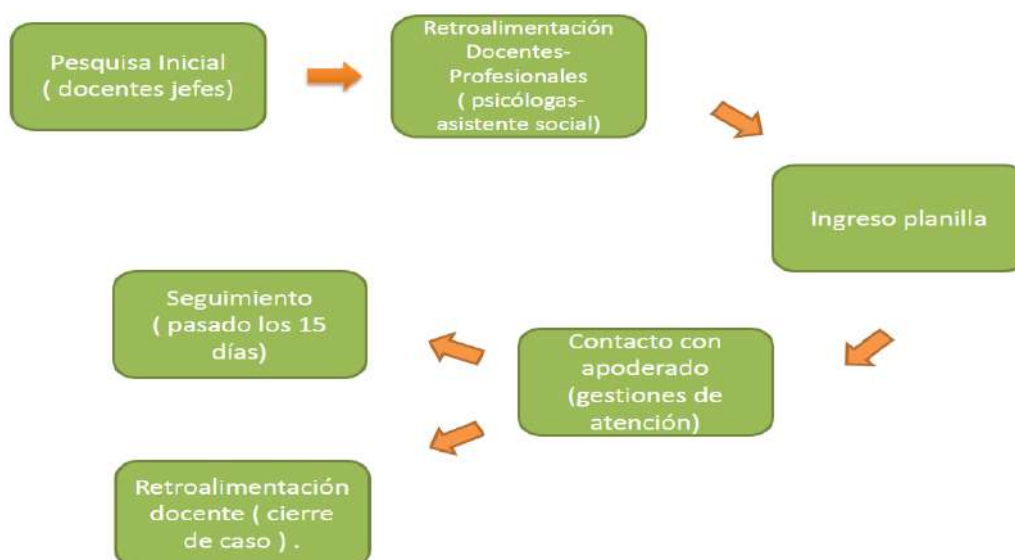 Pesquisa Inicial
( docentes jefes)
Retroalimentación
Docentes-
Profesionales
( psicólogas-
asistente social)
Ingreso planilla
Contacto con
apoderado
(gestiones de
atención)
Seguimiento
( pasado los 15
días)
Retroalimentación
docente ( cierre
de caso ) .